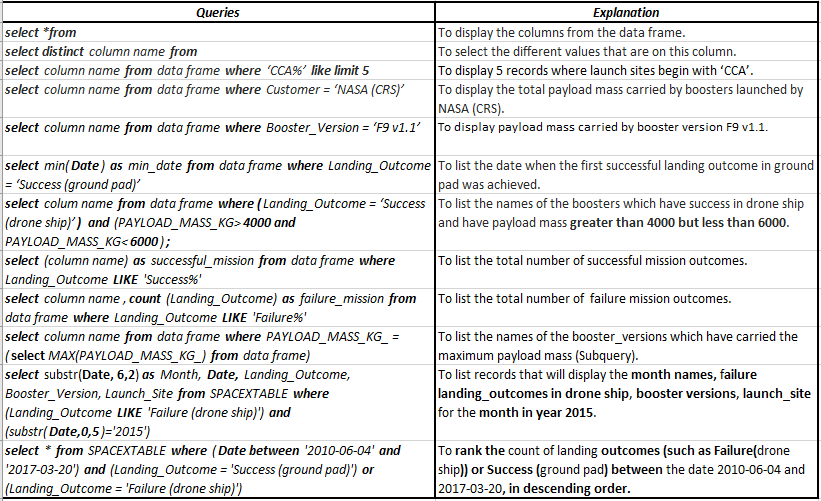 Queries
Explanation
select *from
To display the columns from the data frame.
select distinct column name from
To select the different values that are on this column.
select column name from data frame where ‘CCA%’ like limit 5
To display 5 records where launch sites begin with ‘CCA’.
select column name from data frame where Customer = ‘NASA (CRS)’
To display the total payload mass carried by boosters launched by
NASA (CRS).
select column name from data frame where Booster_Version = ‘F9 v1.1’
To display payload mass carried by booster version F9 v1.1.
select min(Date) as min_date from data frame where Landing_Outcome
= ‘Success (ground pad)’
To list the date when the first successful landing outcome in ground
pad was achieved.
select colum name from data frame where (Landing_Outcome = ‘Success
(drone ship)’ ) and (PAYLOAD_MASS_KG> 4000 and
PAYLOAD_MASS_KG< 6000 ) ;
To list the names of the boosters which have success in drone ship
and have payload mass greater than 4000 but less than 6000.
select (column name) as successful_mission from data frame where
Landing_Outcome LIKE 'Success%'
To list the total number of successful mission outcomes.
select column name , count (Landing_Outcome) as failure_mission from
data frame where Landing_Outcome LIKE 'Failure%'
To list the total number of failure mission outcomes.
select column name from data frame where PAYLOAD_MASS_KG_ =
(select MAX(PAYLOAD_MASS_KG_) from data frame)
To list the names of the booster_versions which have carried the
maximum payload mass (Subquery).
select substr(Date, 6,2) as Month, Date, Landing_Outcome,
Booster_Version, Launch_Site from SPACEXTABLE where
(Landing_Outcome LIKE 'Failure (drone ship)') and
(substr(Date,0,5)='2015')
To list records that will display the month names, failure
landing_outcomes in drone ship, booster versions, launch_site
for the month in year 2015.
select * from SPACEXTABLE where (Date between '2010-06-04' and
'2017-03-20') and (Landing_Outcome = 'Success (ground pad)') or
(Landing_Outcome = 'Failure (drone ship)')
To rank the count of landing outcomes (such as Failure(drone
ship)) or Success (ground pad) between the date 2010-06-04 and
2017-03-20, in descending order.